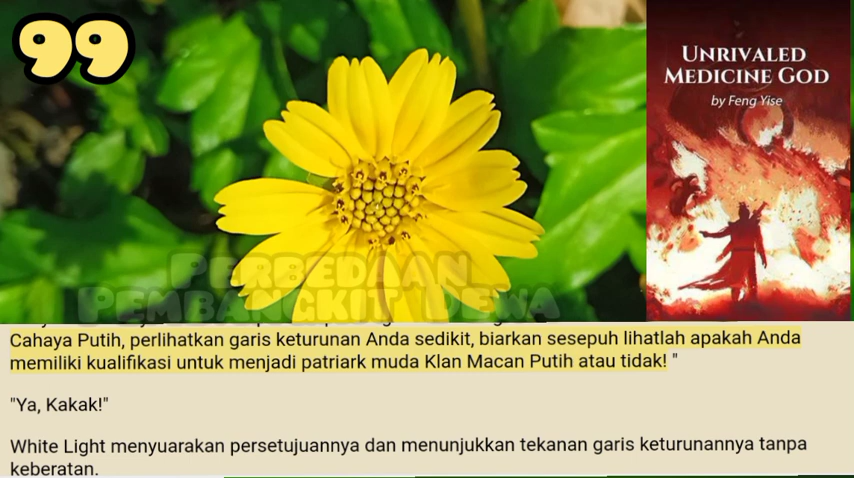 99
UNRIVALED
MEDICINE GOD
by Feng Yise
PERBEDAAN
PEMBANGKIT DEWA
Cahaya Putih, perlihatkan garis keturunan Anda sedikit, biarkan sesepuh lihatlah apakah Anda
memiliki kualifikasi untuk menjadi patriark muda Klan Macan Putih atau tidak! "
"Ya, Kakak!"
White Light menyuarakan persetujuannya dan menunjukkan tekanan garis keturunannya tanpa
keberatan.